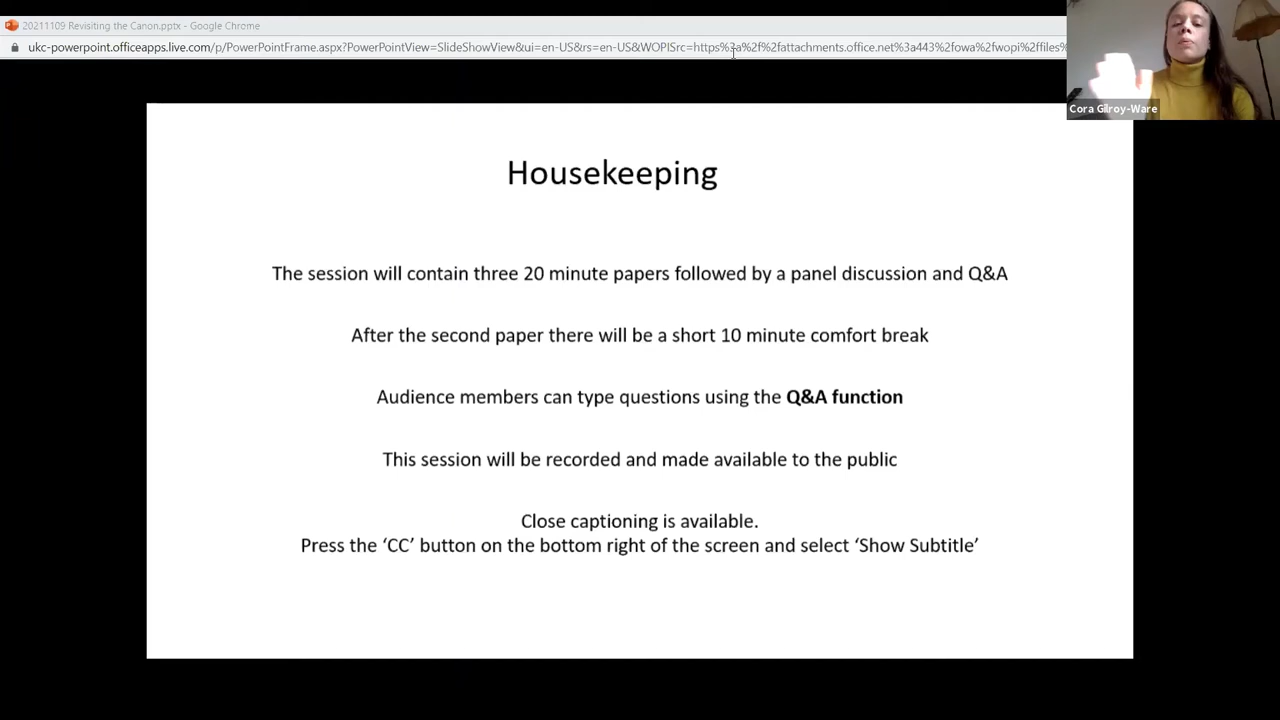 20211109 Revisiting the Canon.pptx - Google Chrome
ukc-powerpoint.officeapps.live.com/p/PowerPointFrame.aspx?PowerPointView=SlideShowView&ui=en-US&rs=en-US&WOPISrc=https%3a%2f%2fattachments.office.net%3a443%2fowa%2fwopi%2ffiles%
Cora Gilroy-Ware
Housekeeping
The session will contain three 20 minute papers followed by a panel discussion and Q&A
After the second paper there will be a short 10 minute comfort break
Audience members can type questions using the Q&A function
This session will be recorded and made available to the public
Close captioning is available.
Press the ‘CC’ button on the bottom right of the screen and select ‘Show Subtitle’